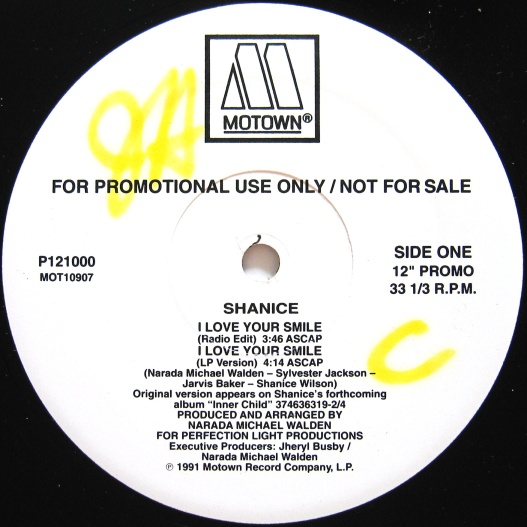 MOTOWN®
FOR PROMOTIONAL USE ONLY / NOT FOR SALE
P121000
MOT10907
SIDE ONE
12" PROMO
33 1/3 R.P.M.
SHANICE
I LOVE YOUR SMILE
(Radio Edit) 3:46 ASCAP
I LOVE YOUR SMILE
(LP Version) 4:14 ASCAP
(Narada Michael Walden – Sylvester Jackson –
Jarvis Baker – Shanice Wilson)
Original version appears on Shanice's forthcoming
album "Inner Child" 374636319-2/4
PRODUCED AND ARRANGED BY
NARADA MICHAEL WALDEN
FOR PERFECTION LIGHT PRODUCTIONS
Executive Producers: Jheryl Busby /
Narada Michael Walden
℗ 1991 Motown Record Company, L.P.
C